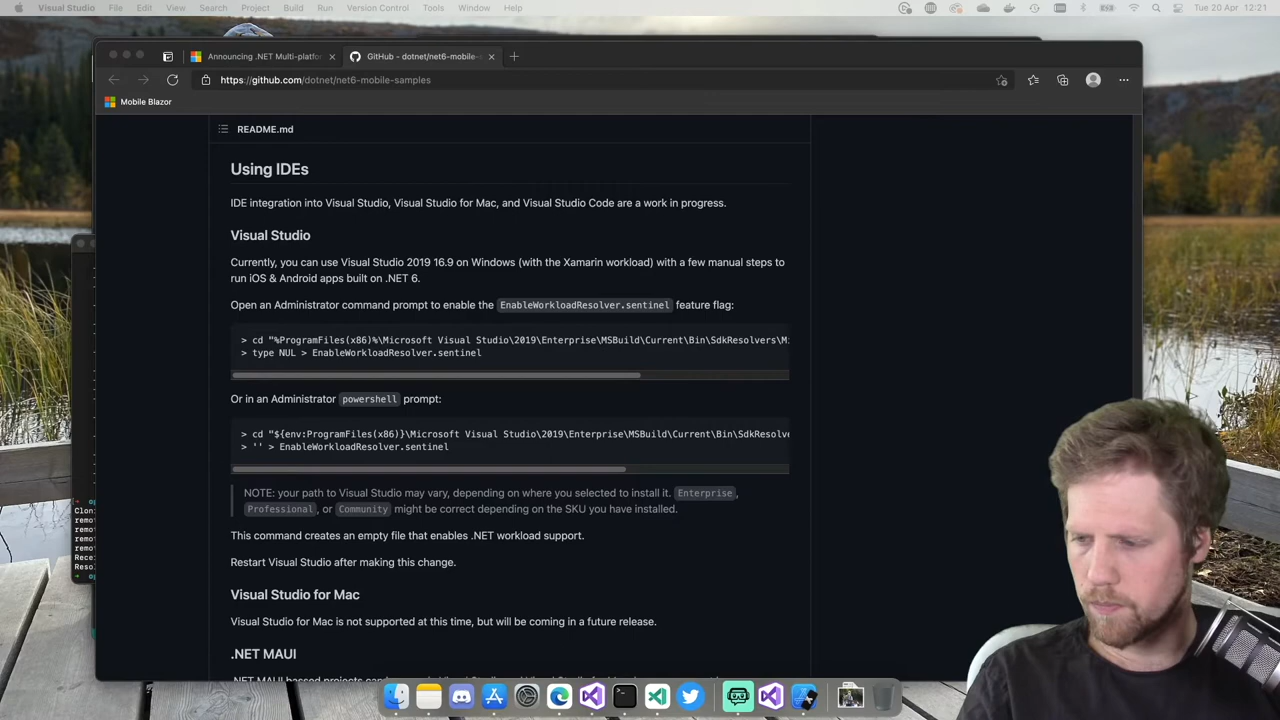 Visual Studio File Edit View Search Project Build Run Version Control Tools Window Help Tue 20 Apr 12:21
Announcing .NET Multi-platfo
GitHub - dotnet/net6-mobile-s
https://github.com/dotnet/net6-mobile-samples
Mobile Blazor
README.md
Using IDEs
IDE integration into Visual Studio, Visual Studio for Mac, and Visual Studio Code are a work in progress.
Visual Studio
Currently, you can use Visual Studio 2019 16.9 on Windows (with the Xamarin workload) with a few manual steps to
run iOS & Android apps built on .NET 6.
Open an Administrator command prompt to enable the EnableWorkloadResolver.sentinel feature flag:
> cd "%ProgramFiles(x86)%\Microsoft Visual Studio\2019\Enterprise\MSBuild\Current\Bin\SdkResolvers\Mi
> type NUL > EnableWorkloadResolver.sentinel
Or in an Administrator powershell prompt:
> cd "${env:ProgramFiles(x86)}\Microsoft Visual Studio\2019\Enterprise\MSBuild\Current\Bin\SdkResolve
> '' > EnableWorkloadResolver.sentinel
NOTE: your path to Visual Studio may vary, depending on where you selected to install it. Enterprise,
Professional, or Community might be correct depending on the SKU you have installed.
This command creates an empty file that enables .NET workload support.
Restart Visual Studio after making this change.
Cloni
remot
remot
remot
Recei
Resol
Visual Studio for Mac
Visual Studio for Mac is not supported at this time, but will be coming in a future release.
.NET MAUI